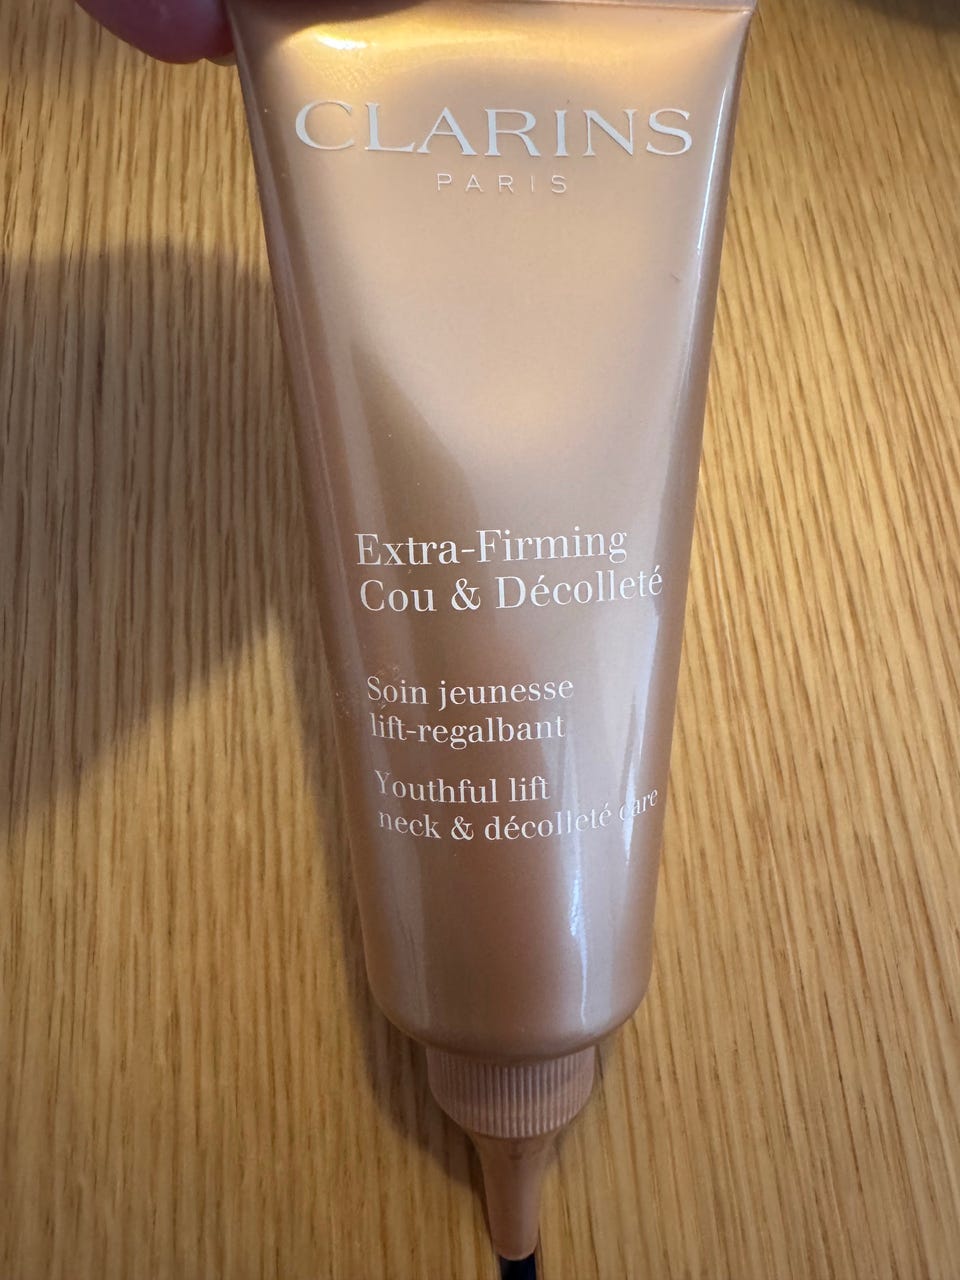 CLARINS
PARIS
Extra-Firming
Cou & Décolleté
Soin jeunesse
lift-regalbant
Youthful lift
neck & décolleté care